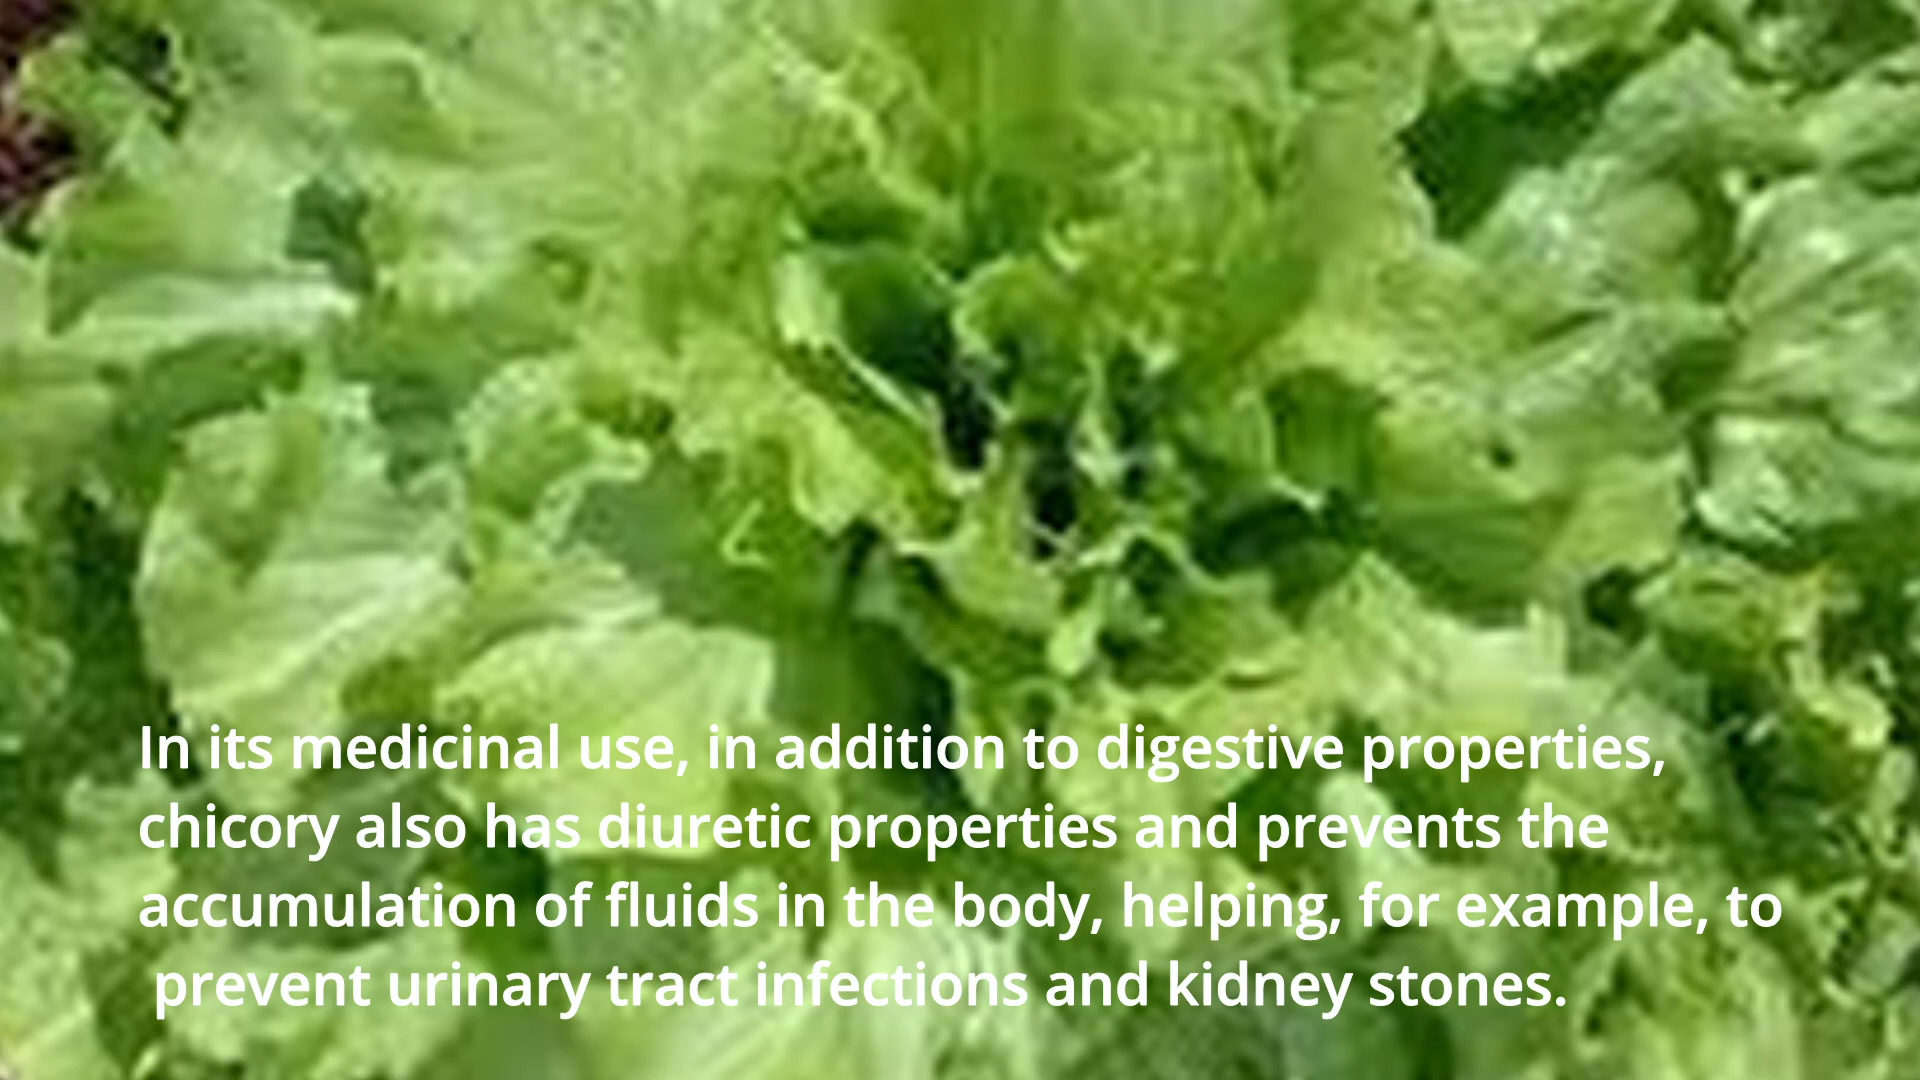 In its medicinal use, in addition to digestive properties,
chicory also has diuretic properties and prevents the
accumulation of fluids in the body, helping, for example, to
prevent urinary tract infections and kidney stones.